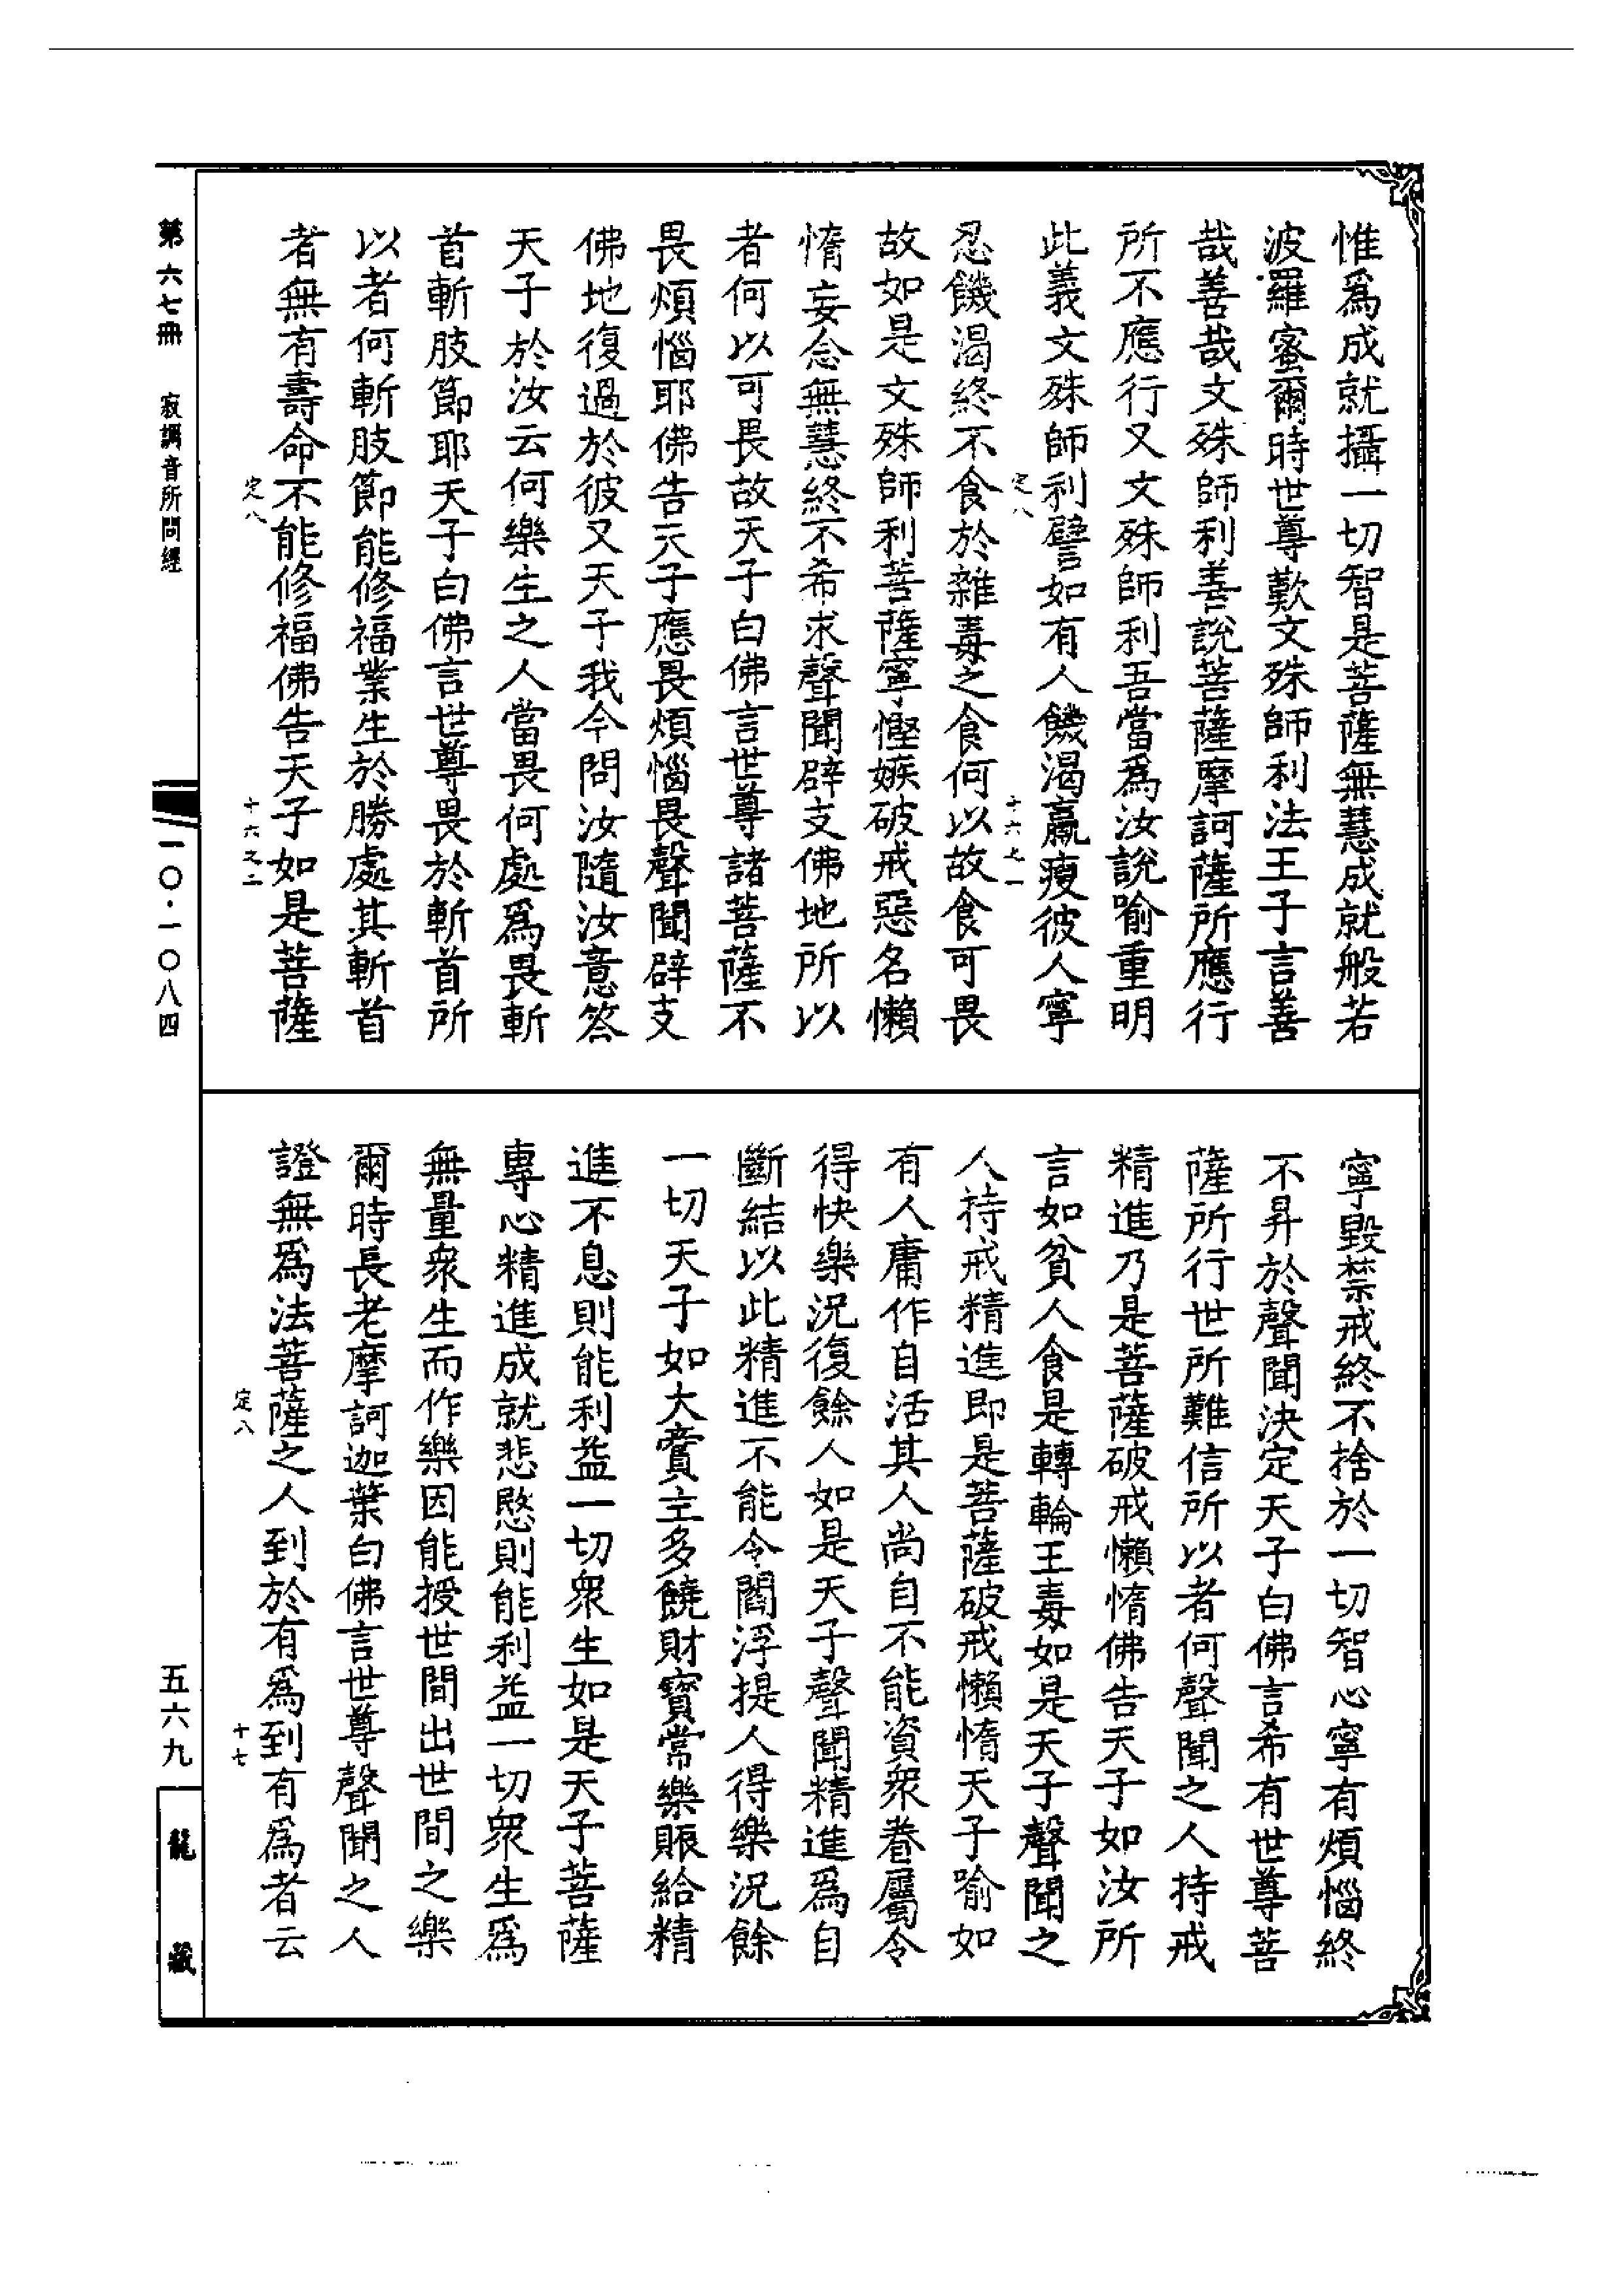 惟為成就攝一切智是菩薩無慧成就般若
波羅蜜爾時世尊歎文殊師利法王子言善
哉善哉文殊師利善說菩薩摩訶薩所應行
所不應行又文殊師利吾當為汝說喻重明
此義文殊師利譬如有人饑渴羸瘦彼人寧
定八
十六之一
忍饑渴終不食於雜毒之食何以故食可畏
故如是文殊師利菩薩寧慳嫉破戒惡名懶
惰妄念無慧終不希求聲聞辟支佛地所以
者何以可畏故天子白佛言世尊諸菩薩不
畏煩惱耶佛告天子應畏煩惱畏聲聞辟支
佛地復過於彼又天子我今問汝隨汝意答
天子於汝云何樂生之人當畏何處為畏斬
首斬肢節耶天子白佛言世尊畏於斬首所
以者何斬肢節能修福業生於勝處其斬首
者無有壽命不能修福佛告天子如是菩薩
定八
十六之二
寧毀禁戒終不捨於一切智心寧有煩惱終
不昇於聲聞決定天子白佛言希有世尊菩
薩所行世所難信所以者何聲聞之人持戒
精進乃是菩薩破戒懶惰佛告天子如汝所
言如貧人食是轉輪王毒如是天子聲聞之
人持戒精進即是菩薩破戒懶惰天子喻如
有人庸作自活其人尚自不能資眾眷屬令
得快樂況復餘人如是天子聲聞精進為自
斷結以此精進不能令閻浮提人得樂況餘
一切天子如大賣主多饒財寶常樂賑給精
進不息則能利益一切眾生如是天子菩薩
專心精進成就悲愍則能利益一切眾生為
無量眾生而作樂因能授世間出世間之樂
爾時長老摩訶迦葉白佛言世尊聲聞之人
證無為法菩薩之人到於有為到有為者云
定八
十七
第六七冊
寂調音所問經
一〇·一〇八四
五六九
龍藏